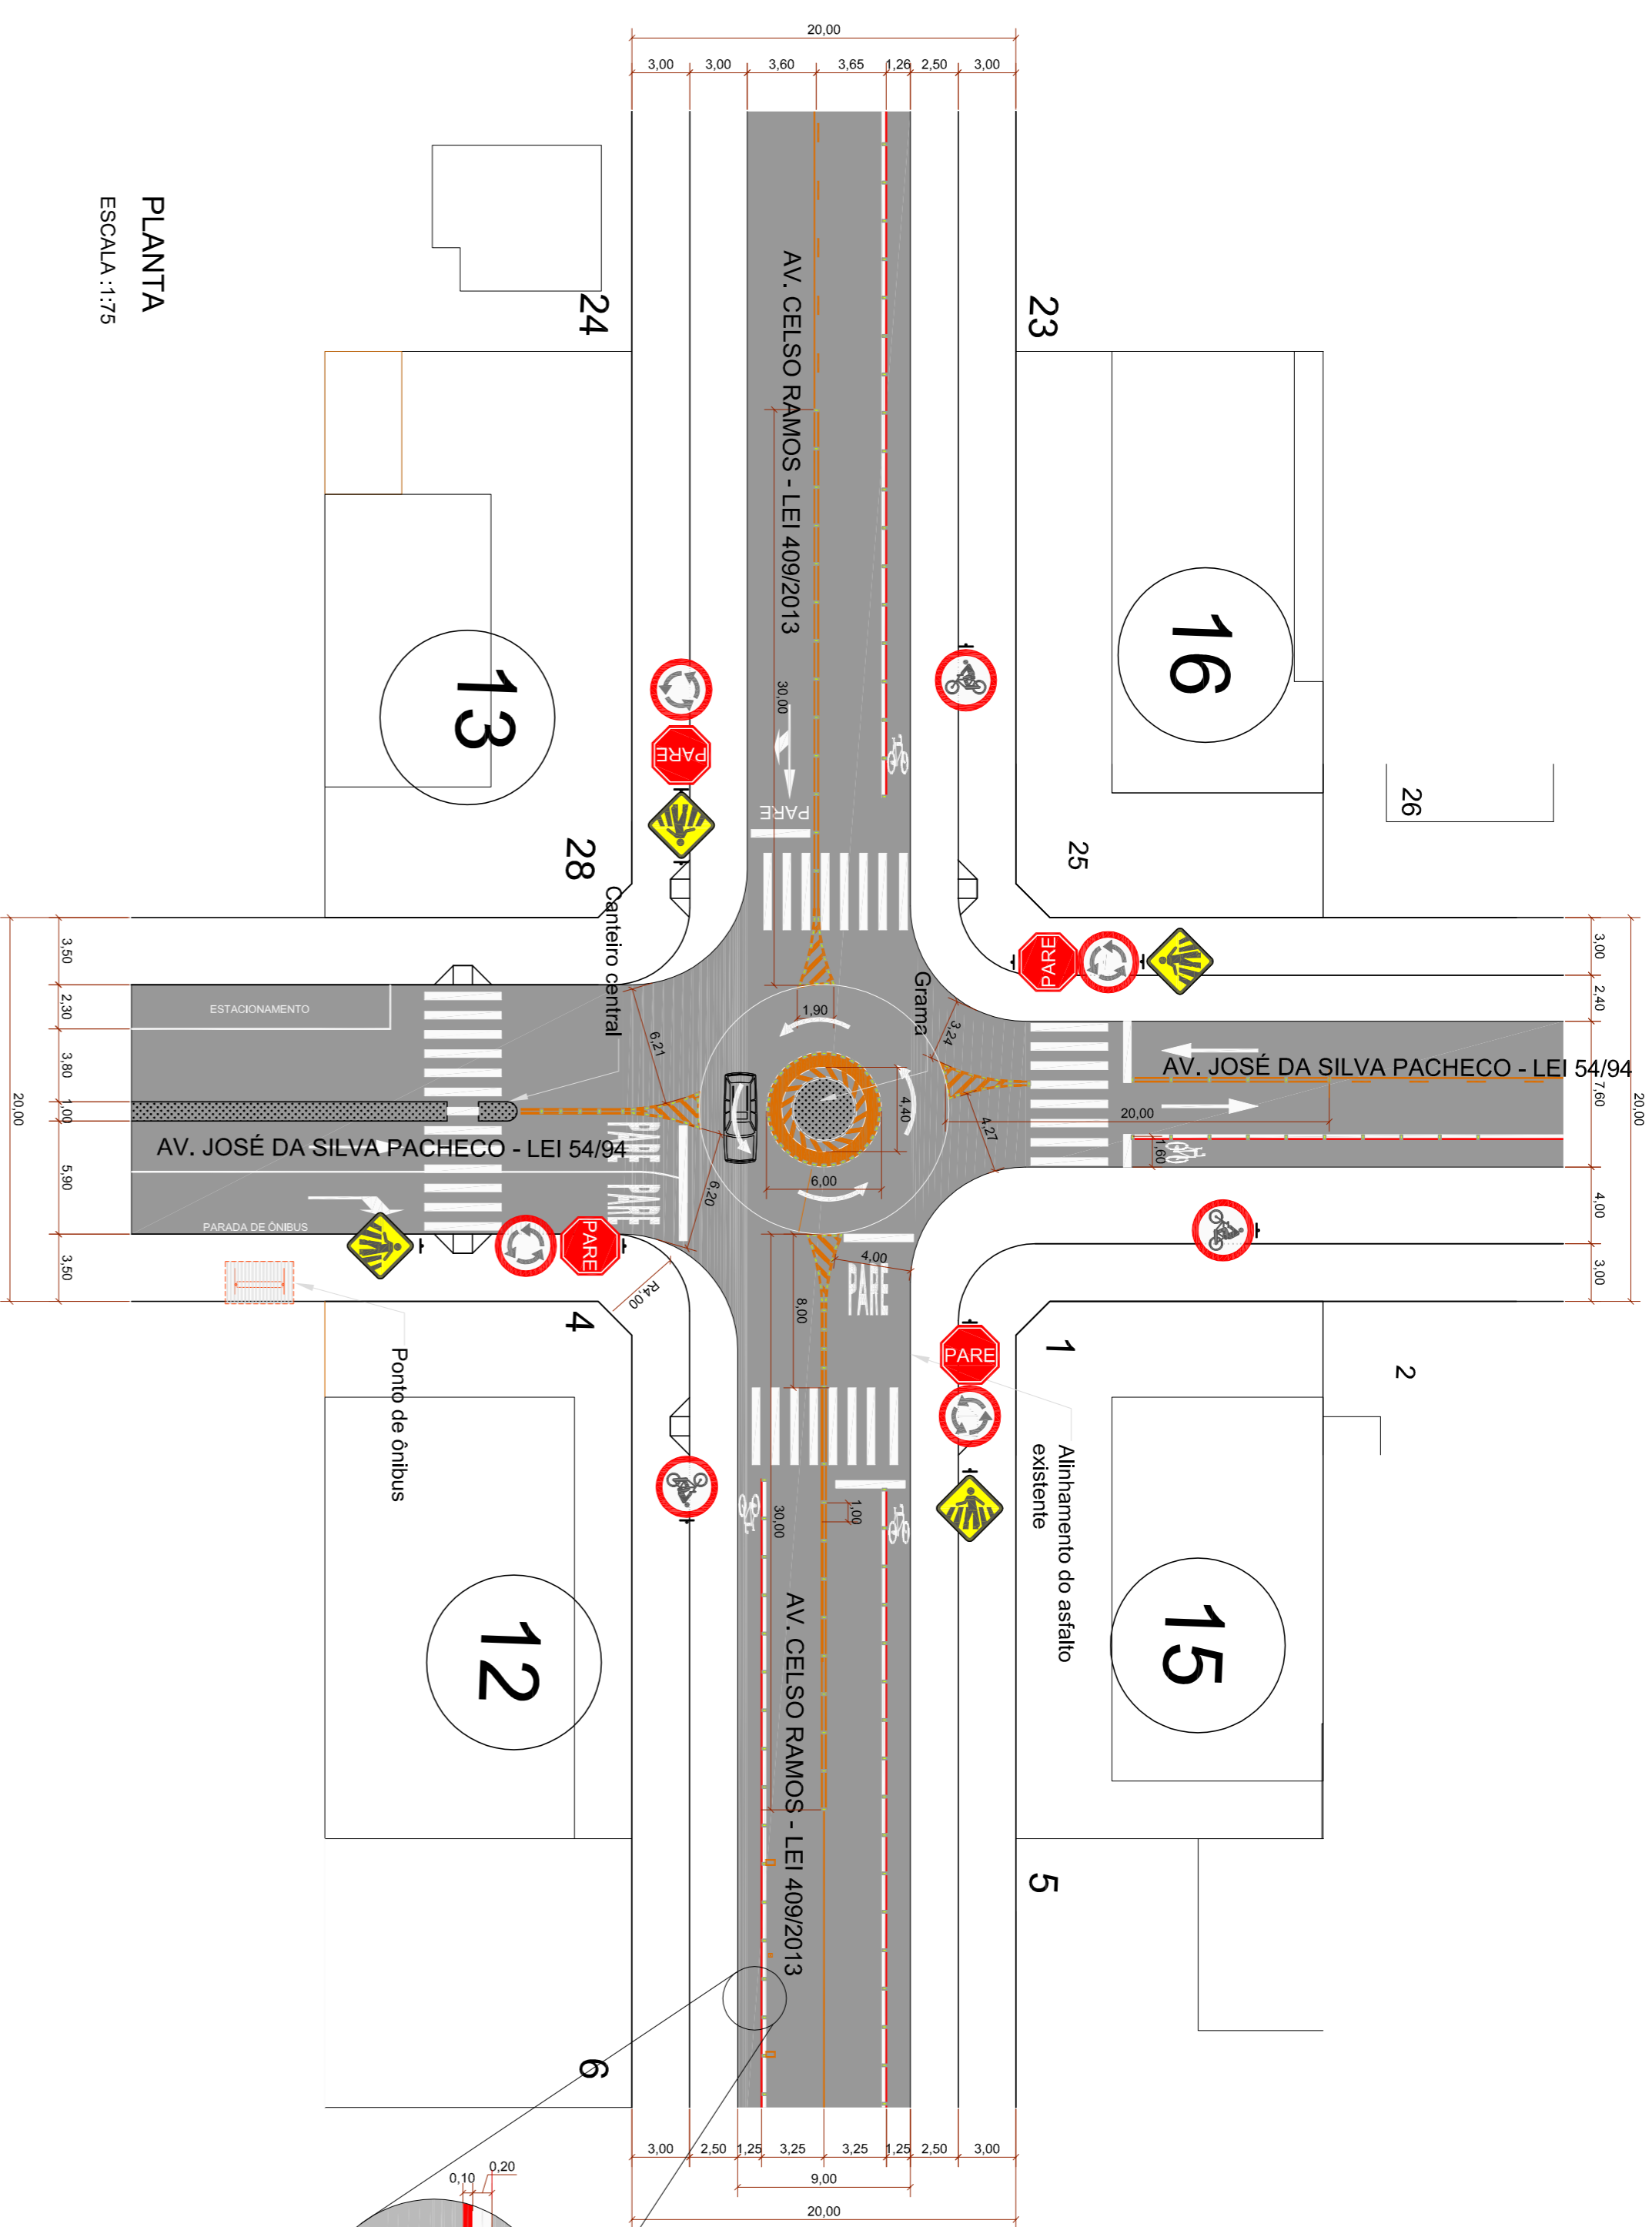 20,00
3,00 3,00 3,60 3,65 1,26 2,50 3,00
PLANTA
ESCALA :1:75
24
23
AV. CELSO RAMOS - LEI 409/2013
30,00
16
13
26
25
28
PARE
PARE
Canteiro central
Grama
PARE
3,50
2,30
3,80
1,00
5,90
3,50
20,00
3,00
2,40
7,60
4,00
3,00
20,00
ESTACIONAMENTO
1,90
6,21
3,24
4,40
4,27
6,00
6,20
20,00
1,60
AV. JOSÉ DA SILVA PACHECO - LEI 54/94
AV. JOSÉ DA SILVA PACHECO - LEI 54/94
PARE
PARE
PARADA DE ÔNIBUS
PARE
R4,00
4,00
PARE
8,00
4
1
PARE
2
Ponto de ônibus
Alinhamento do asfalto
existente
1,00
30,00
12
15
AV. CELSO RAMOS - LEI 409/2013
5
6
3,00 2,50 1,25 3,25 3,25 1,25 2,50 3,00
9,00
20,00
0,10
0,20